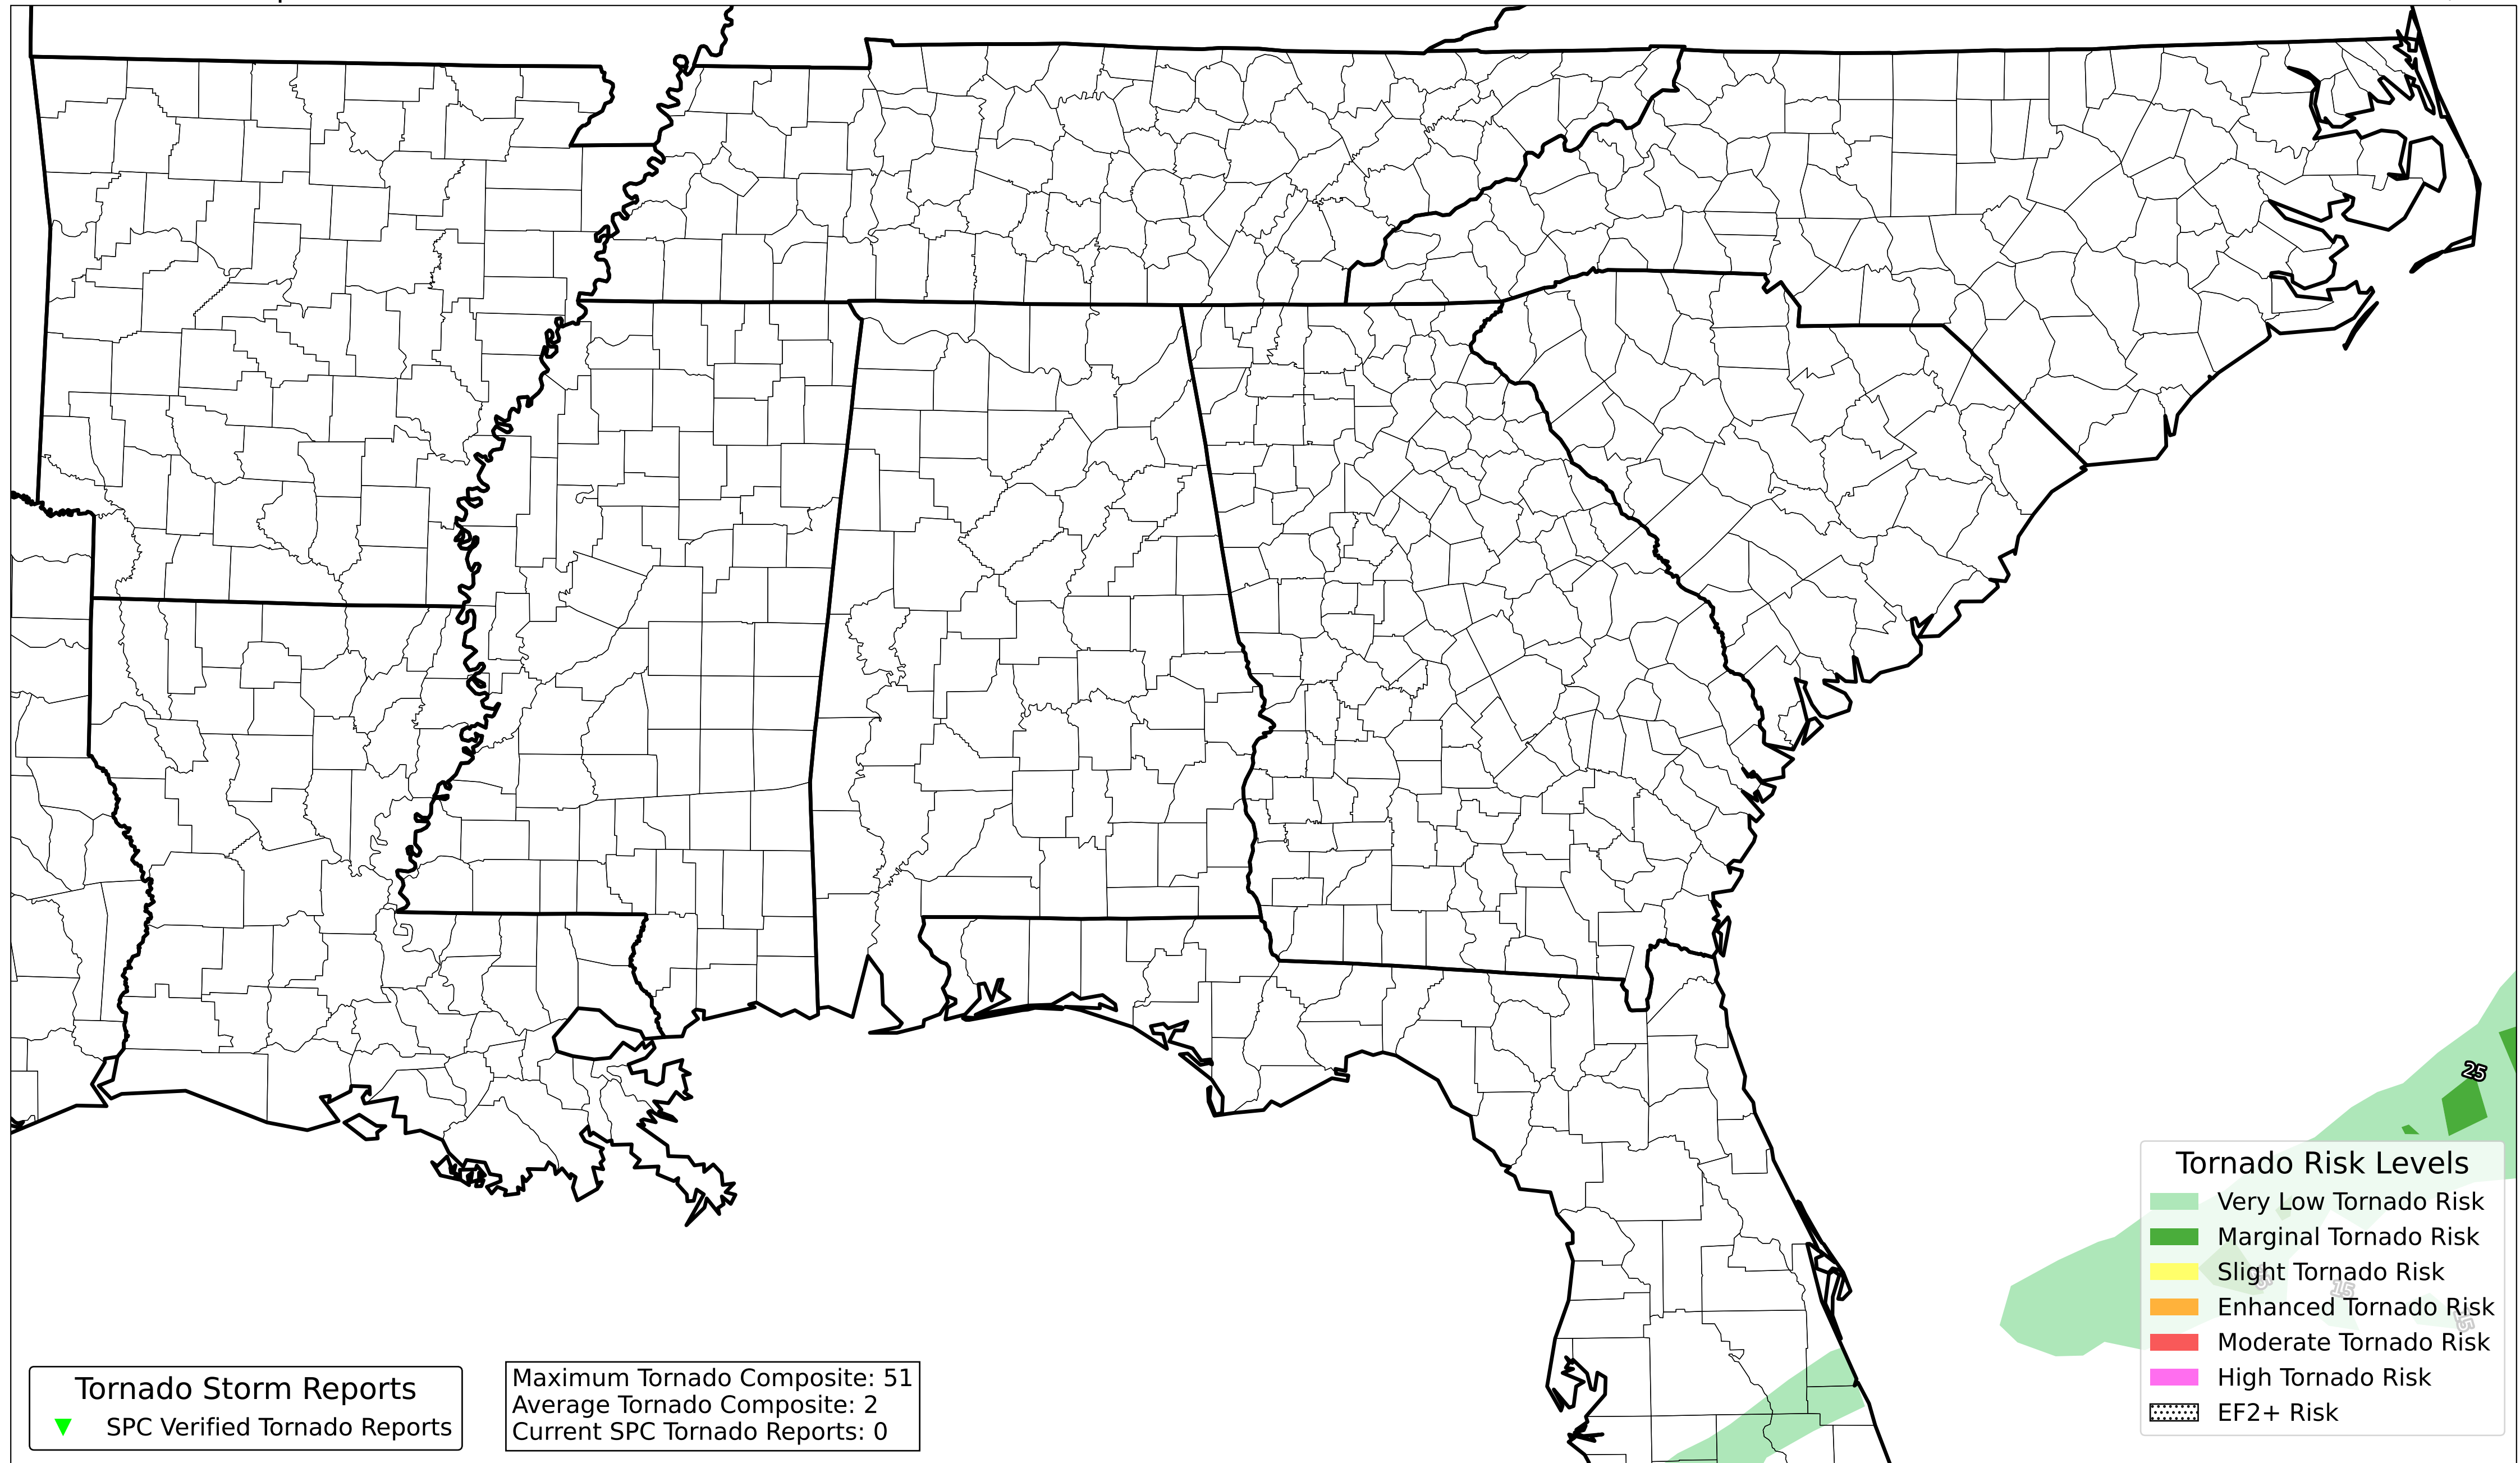 25
Tornado Risk Levels
Very Low Tornado Risk
Marginal Tornado Risk
Slight Tornado Risk
Enhanced Tornado Risk
Moderate Tornado Risk
High Tornado Risk
EF2+ Risk
15
Tornado Storm Reports
SPC Verified Tornado Reports
Maximum Tornado Composite: 51
Average Tornado Composite: 2
Current SPC Tornado Reports: 0